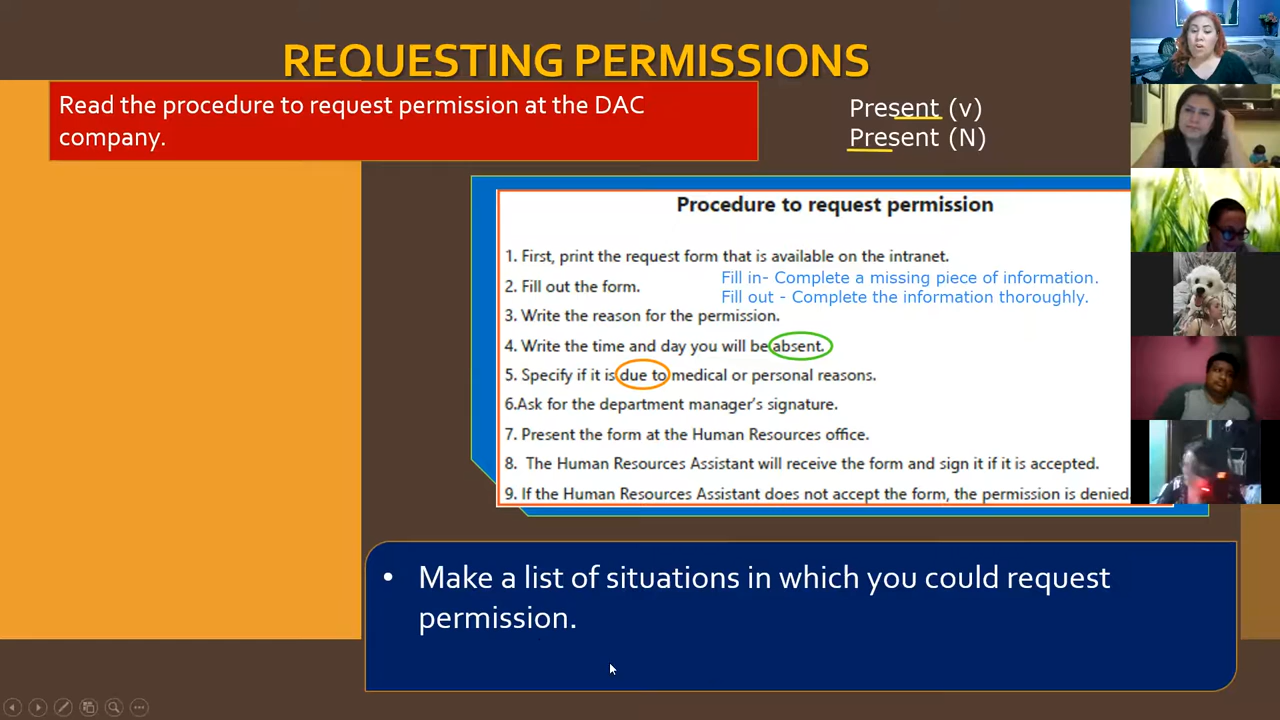 REQUESTING PERMISSIONS
Read the procedure to request permission at the DAC
company.
Present (v)
Present (N)
Procedure to request permission
1. First, print the request form that is available on the intranet.
2. Fill out the form.
Fill in- Complete a missing piece of information.
Fill out - Complete the information thoroughly.
3. Write the reason for the permission.
4. Write the time and day you will be absent.
5. Specify if it is due to medical or personal reasons.
6.Ask for the department manager's signature.
7. Present the form at the Human Resources office.
8. The Human Resources Assistant will receive the form and sign it if it is accepted.
9. If the Human Resources Assistant does not accept the form, the permission is denied.
• Make a list of situations in which you could request
permission.